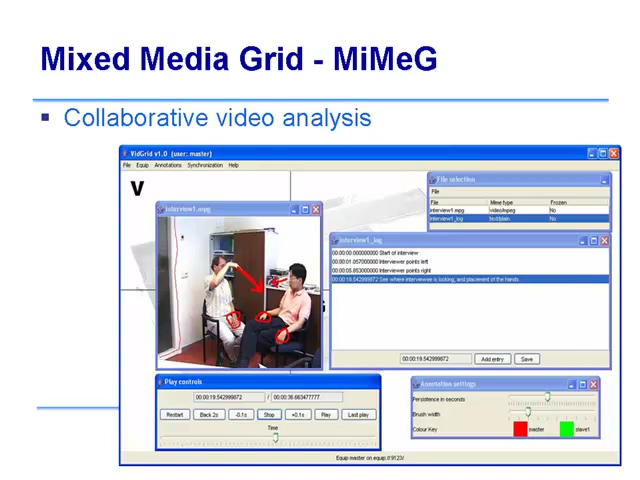 Mixed Media Grid - MiMeG
Collaborative video analysis
VidGrid v1.0 (user: master)
File Equip Annotations Synchronization Help
V
File selection
File
File Mime type Frozen
interview1.mpg video/mpeg No
interview1_log text/plain No
interview1.mpg
interview1_log
00:00:00.000000000 Start of interview
00:00:01.057000000 Interviewer points left
00:00:05.853000000 Interviewer points right
00:00:19.542999872 See where interviewee is looking, and placement of the hands.
00:00:19.542999872 Add entry Save
Play controls
00:00:19.542999872 / 00:00:36.663477777
Restart Back 2s -0.1s Stop +0.1s Play Last play
Time
Annotation settings
Persistence in seconds
Brush width
Colour Key master slave1
Equip master on equip://:9123/